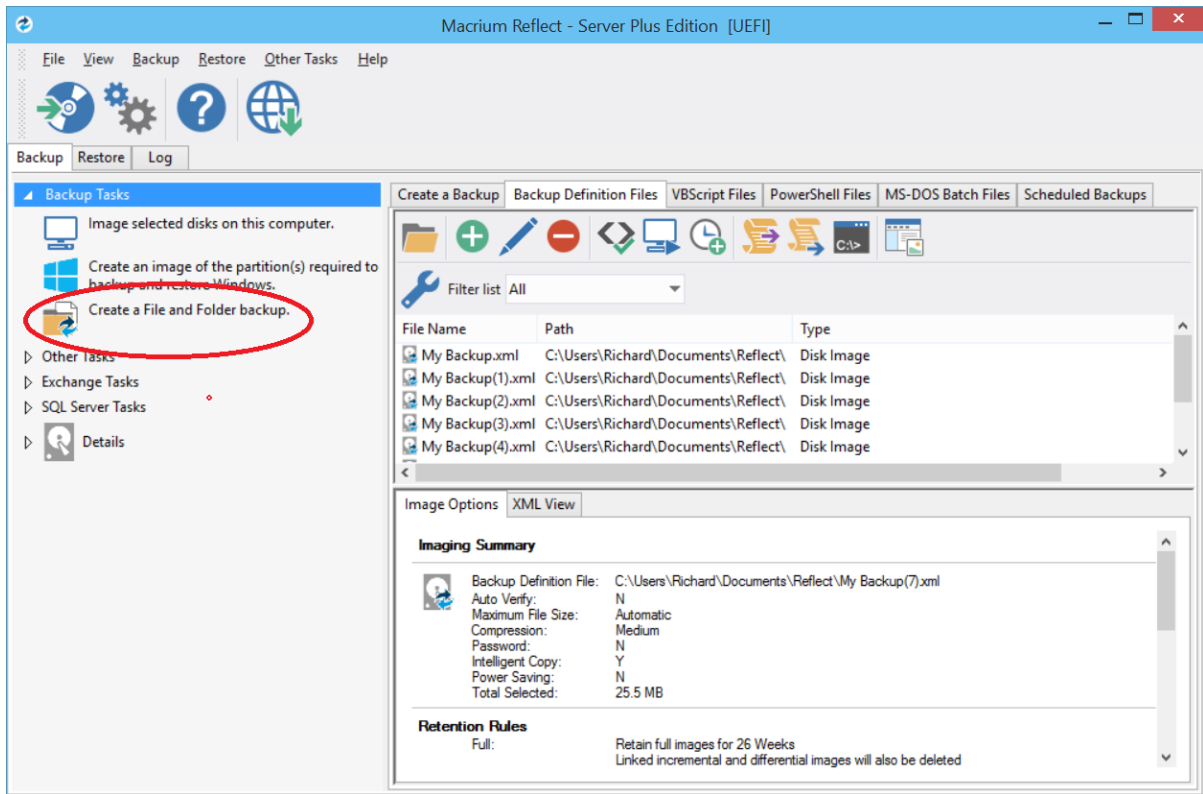 Macrium Reflect - Server Plus Edition [UEFI]
File View Backup Restore Other Tasks Help
Backup Restore Log
Backup Tasks
Image selected disks on this computer.
Create an image of the partition(s) required to
backup and restore Windows.
Create a File and Folder backup.
Other Tasks
Exchange Tasks
SQL Server Tasks
Details
Create a Backup Backup Definition Files VBScript Files PowerShell Files MS-DOS Batch Files Scheduled Backups
C:\>
Filter list All
File Name Path Type
My Backup.xml C:\Users\Richard\Documents\Reflect\ Disk Image
My Backup(1).xml C:\Users\Richard\Documents\Reflect\ Disk Image
My Backup(2).xml C:\Users\Richard\Documents\Reflect\ Disk Image
My Backup(3).xml C:\Users\Richard\Documents\Reflect\ Disk Image
My Backup(4).xml C:\Users\Richard\Documents\Reflect\ Disk Image
Image Options XML View
Imaging Summary
Backup Definition File: C:\Users\Richard\Documents\Reflect\My Backup(7).xml
Auto Verify: N
Maximum File Size: Automatic
Compression: Medium
Password: N
Intelligent Copy: Y
Power Saving: N
Total Selected: 25.5 MB
Retention Rules
Full: Retain full images for 26 Weeks
Linked incremental and differential images will also be deleted